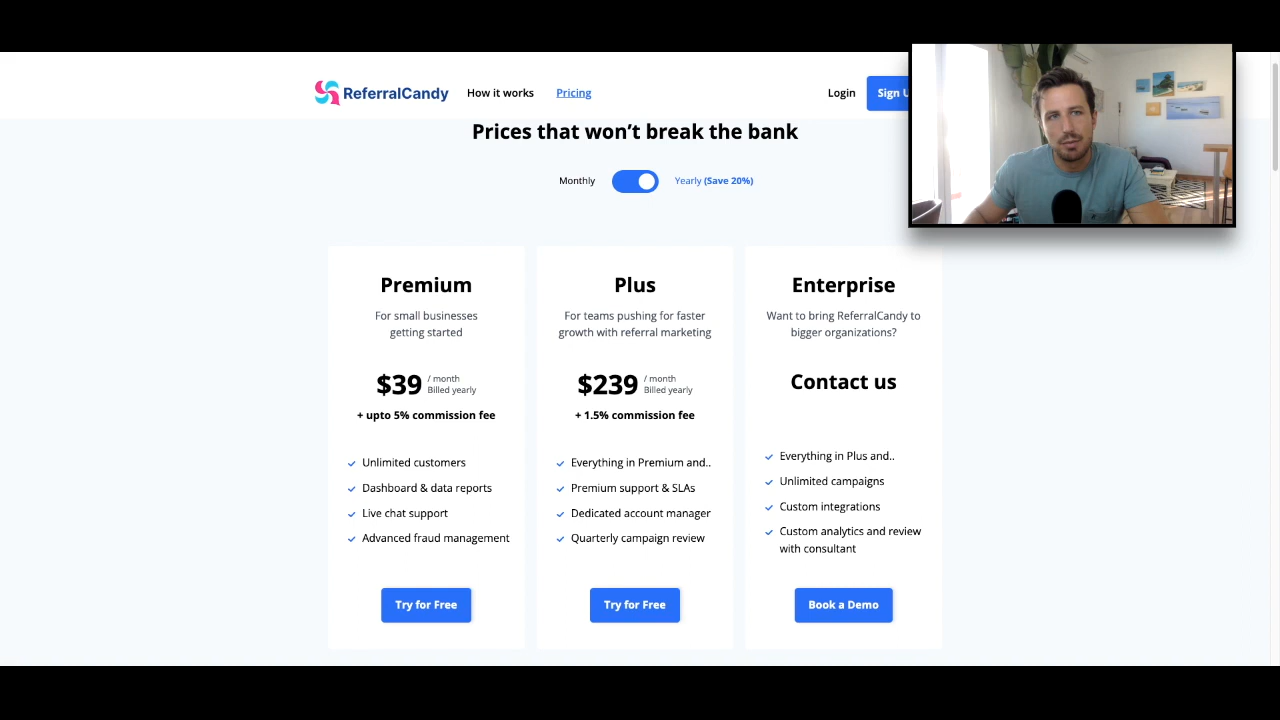 ReferralCandy How it works Pricing Login Sign U
Prices that won’t break the bank
Monthly Yearly (Save 20%)
Premium
For small businesses
getting started
$39 / month
Billed yearly
+ upto 5% commission fee
Unlimited customers
Dashboard & data reports
Live chat support
Advanced fraud management
Try for Free
Plus
For teams pushing for faster
growth with referral marketing
$239 / month
Billed yearly
+ 1.5% commission fee
Everything in Premium and..
Premium support & SLAs
Dedicated account manager
Quarterly campaign review
Try for Free
Enterprise
Want to bring ReferralCandy to
bigger organizations?
Contact us
Everything in Plus and..
Unlimited campaigns
Custom integrations
Custom analytics and review
with consultant
Book a Demo